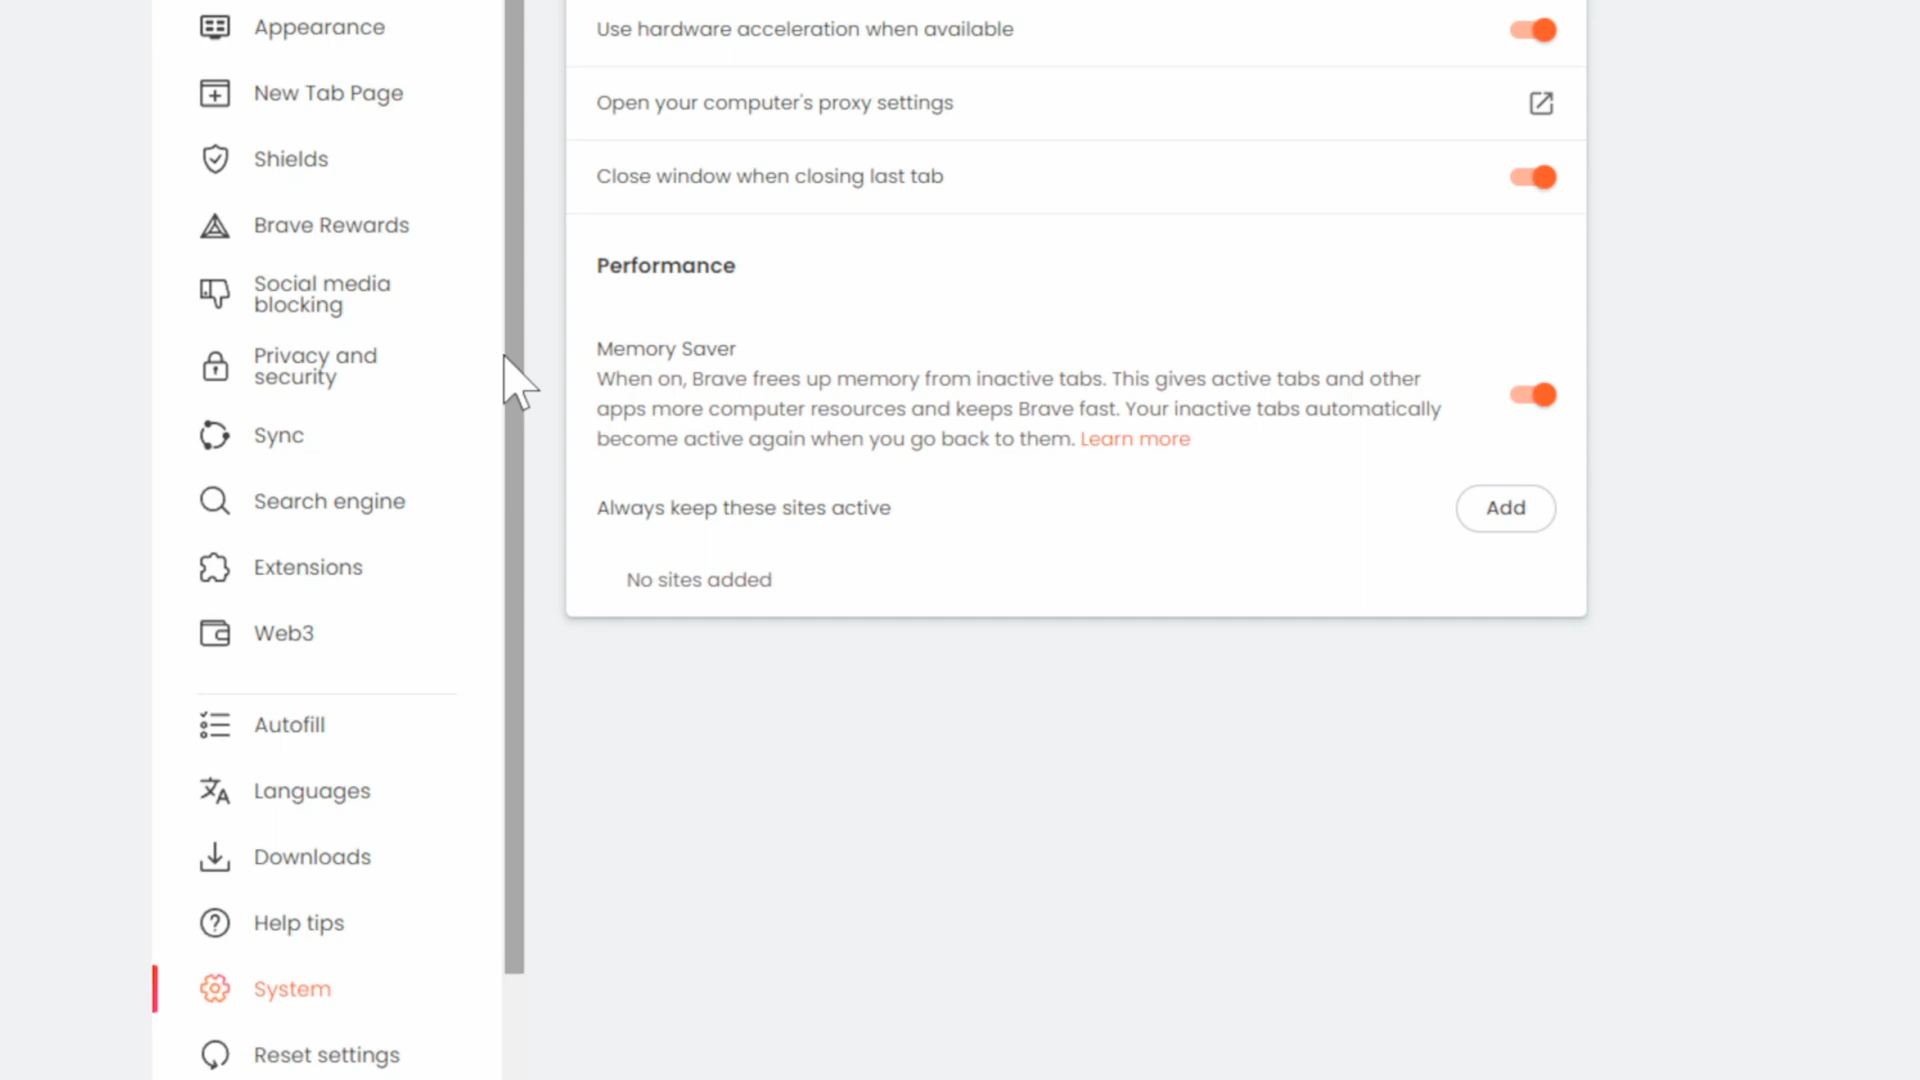 Appearance
New Tab Page
Shields
Brave Rewards
Social media
blocking
Privacy and
security
Sync
Search engine
Extensions
Web3
Autofill
Languages
Downloads
Help tips
System
Reset settings
Use hardware acceleration when available
Open your computer's proxy settings
Close window when closing last tab
Performance
Memory Saver
When on, Brave frees up memory from inactive tabs. This gives active tabs and other
apps more computer resources and keeps Brave fast. Your inactive tabs automatically
become active again when you go back to them. Learn more
Always keep these sites active
Add
No sites added